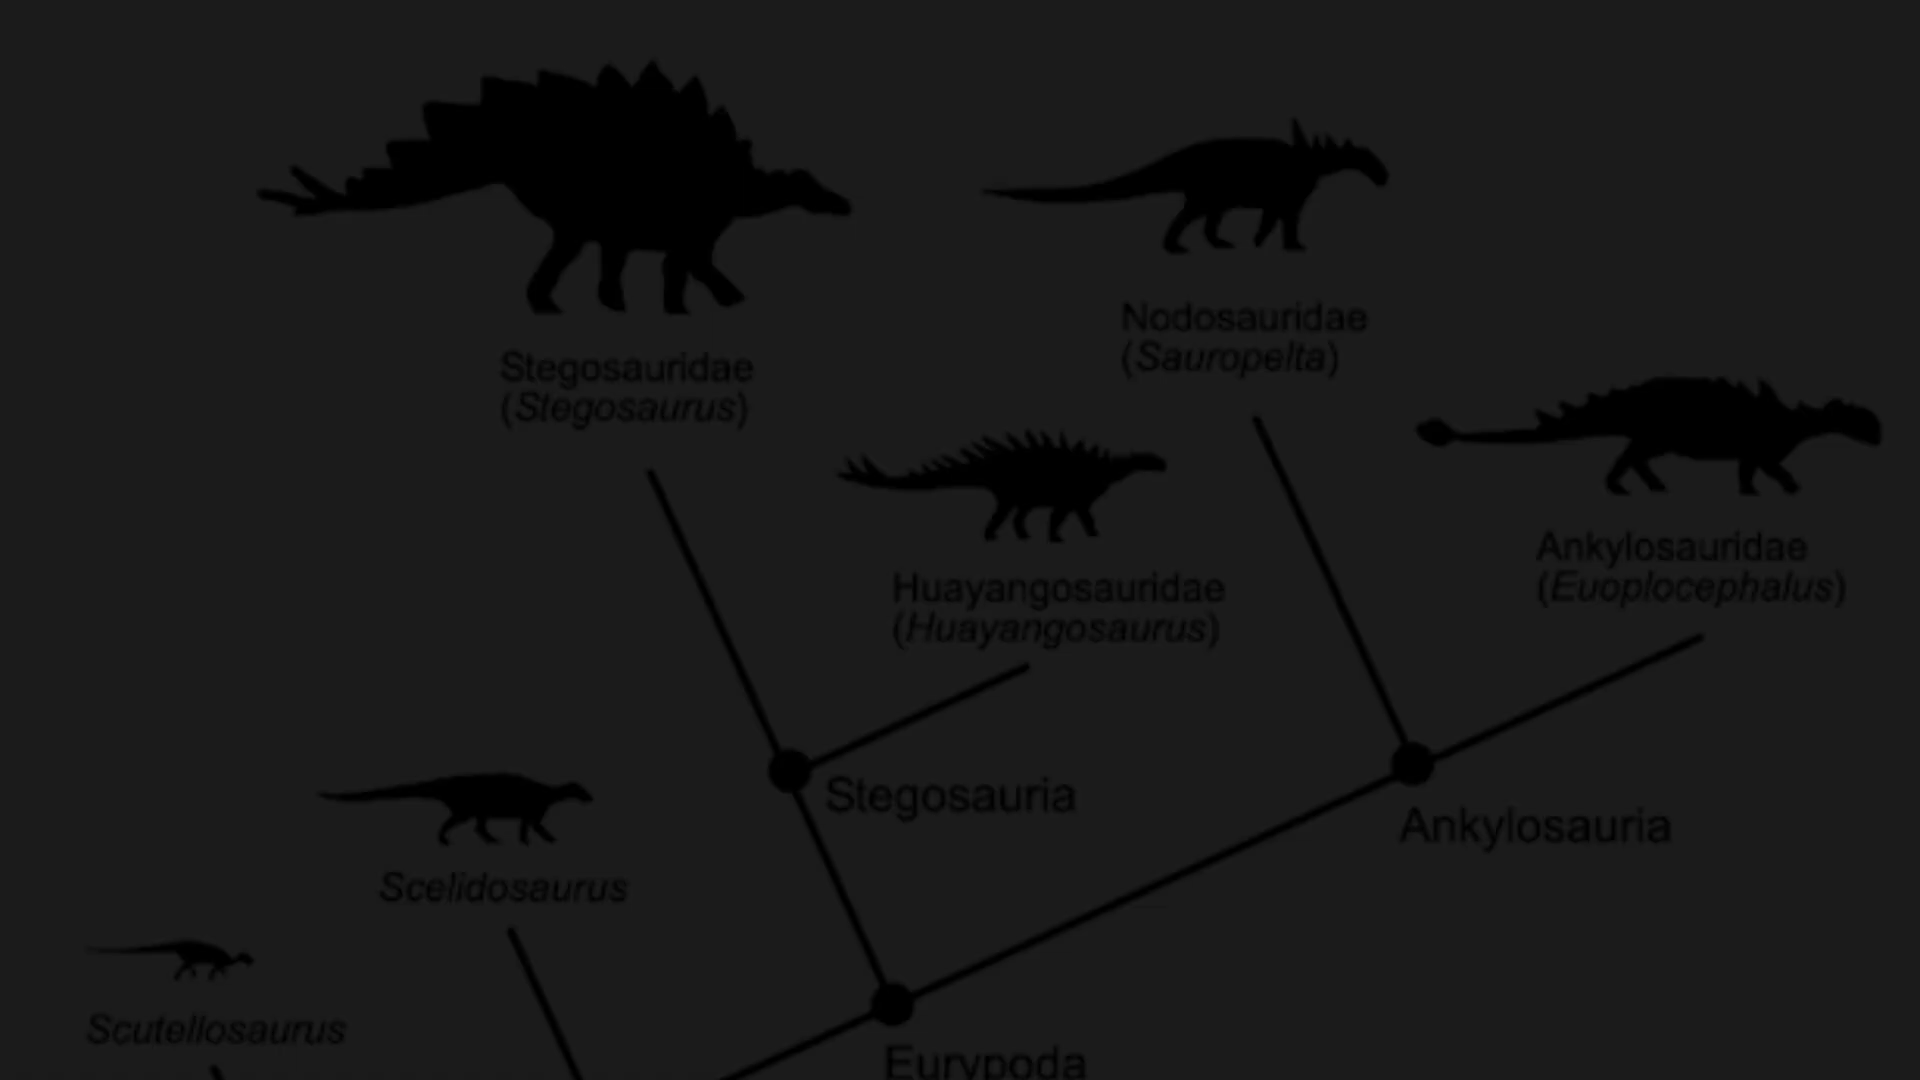 Nodosauridae
(Sauropelta)
Stegosauridae
(Stegosaurus)
Ankylosauridae
(Euoplocephalus)
Huayangosauridae
(Huayangosaurus)
Stegosauria
Ankylosauria
Scelidosaurus
Scutellosaurus
Eurypoda